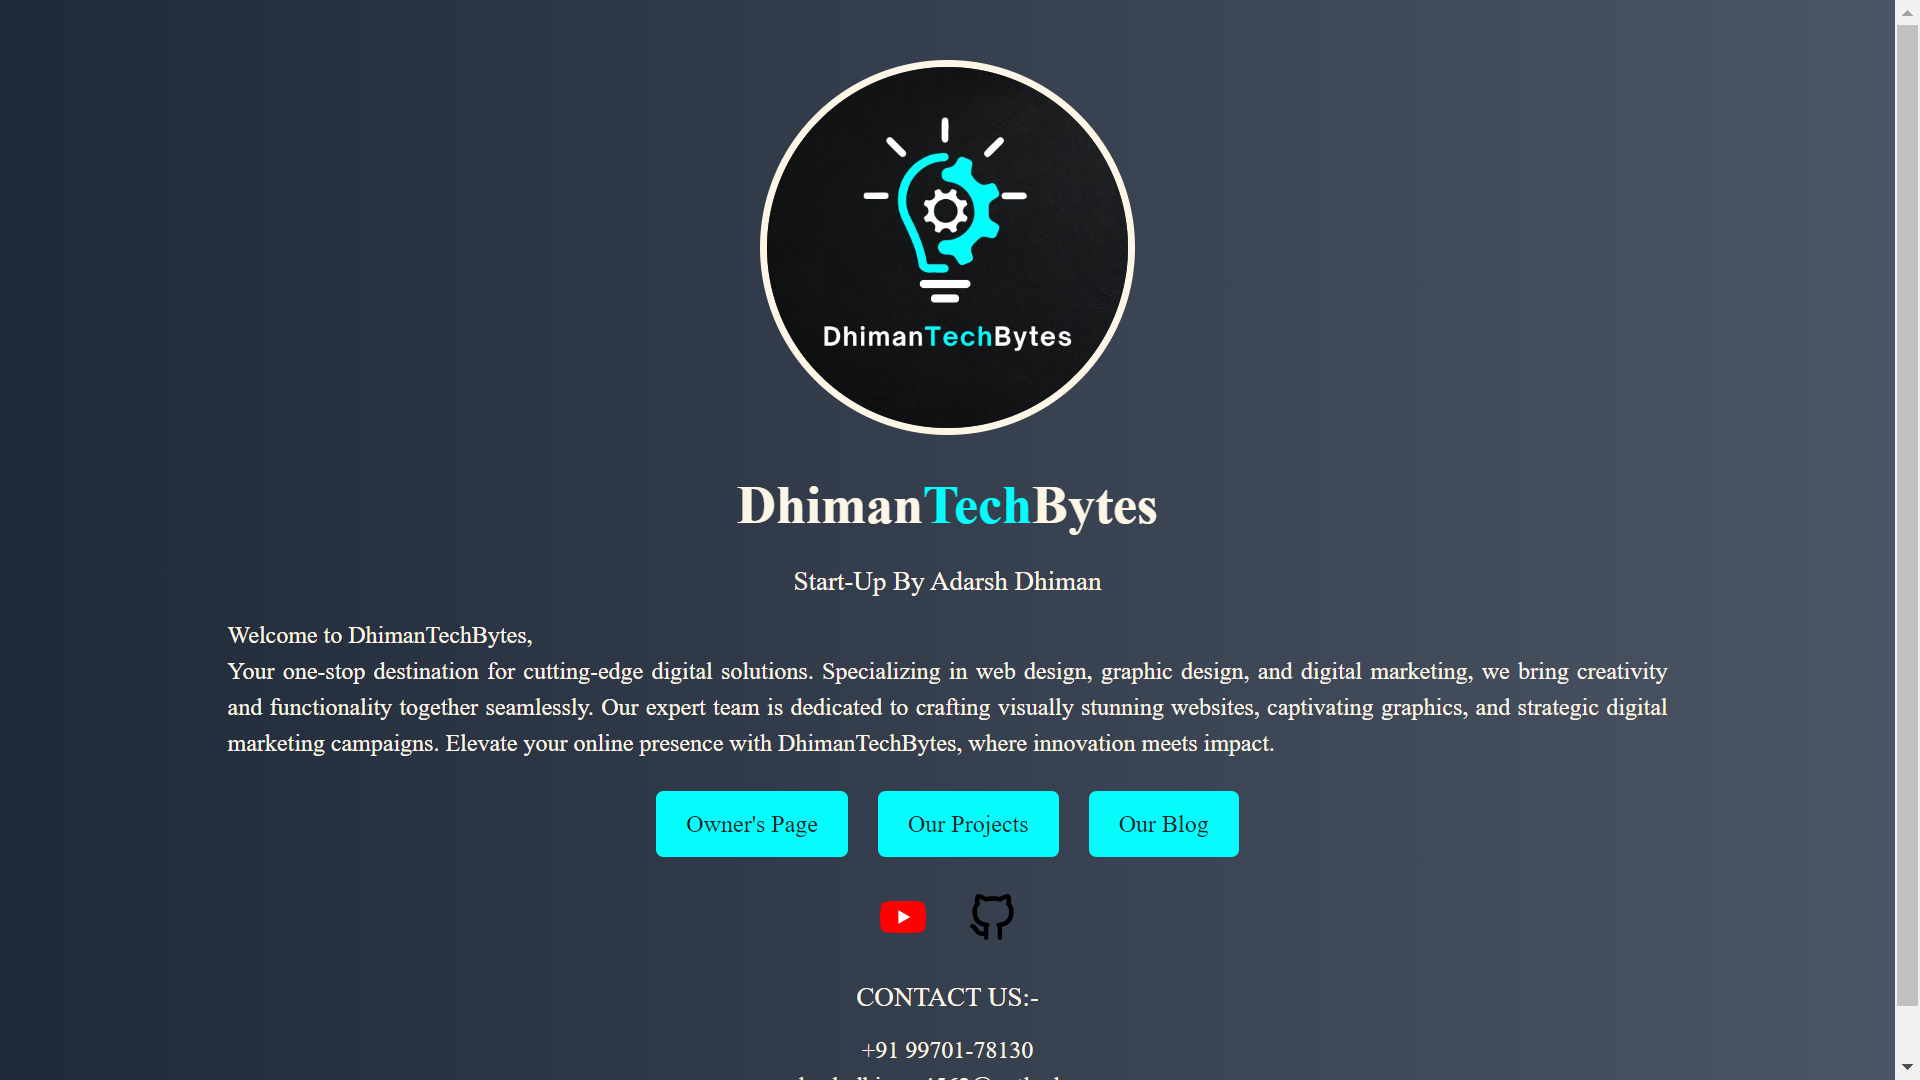 DhimanTechBytes
DhimanTechBytes
Start-Up By Adarsh Dhiman
Welcome to DhimanTechBytes,
Your one-stop destination for cutting-edge digital solutions. Specializing in web design, graphic design, and digital marketing, we bring creativity
and functionality together seamlessly. Our expert team is dedicated to crafting visually stunning websites, captivating graphics, and strategic digital
marketing campaigns. Elevate your online presence with DhimanTechBytes, where innovation meets impact.
Owner's Page
Our Projects
Our Blog
CONTACT US:-
+91 99701-78130